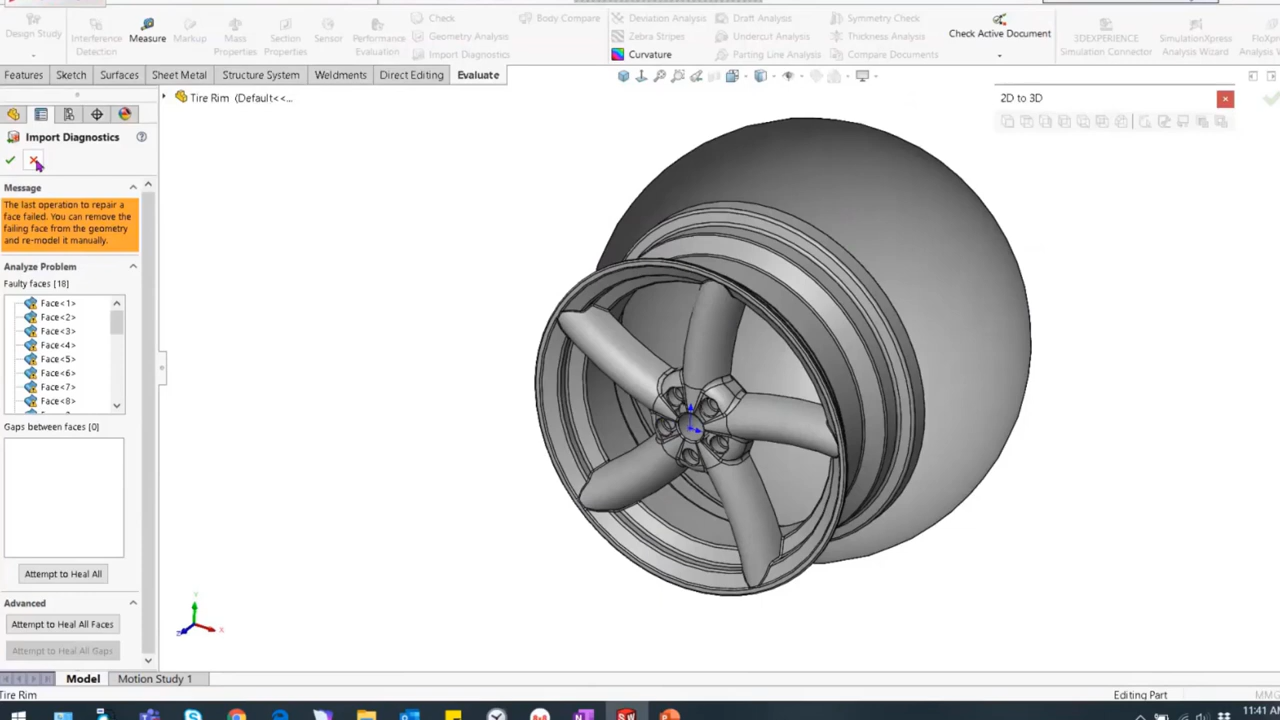 Design Study
Interference Detection
Measure
Markup
Mass Properties
Section Properties
Sensor
Performance Evaluation
Check
Geometry Analysis
Import Diagnostics
Body Compare
Deviation Analysis
Zebra Stripes
Curvature
Draft Analysis
Undercut Analysis
Parting Line Analysis
Symmetry Check
Thickness Analysis
Compare Documents
Check Active Document
3DEXPERIENCE
Simulation Connector
SimulationXpress
Analysis Wizard
FloXp
Analysis
Features
Sketch
Surfaces
Sheet Metal
Structure System
Weldments
Direct Editing
Evaluate
Tire Rim (Default<<...
2D to 3D
Import Diagnostics
Message
The last operation to repair a
face failed. You can remove the
failing face from the geometry
and re-model it manually.
Analyze Problem
Faulty faces [18]
Face<1>
Face<2>
Face<3>
Face<4>
Face<5>
Face<6>
Face<7>
Face<8>
Gaps between faces [0]
Attempt to Heal All
Advanced
Attempt to Heal All Faces
Attempt to Heal All Gaps
Y
X
Z
Model
Motion Study 1
Tire Rim
Editing Part
MMG
11:41 A